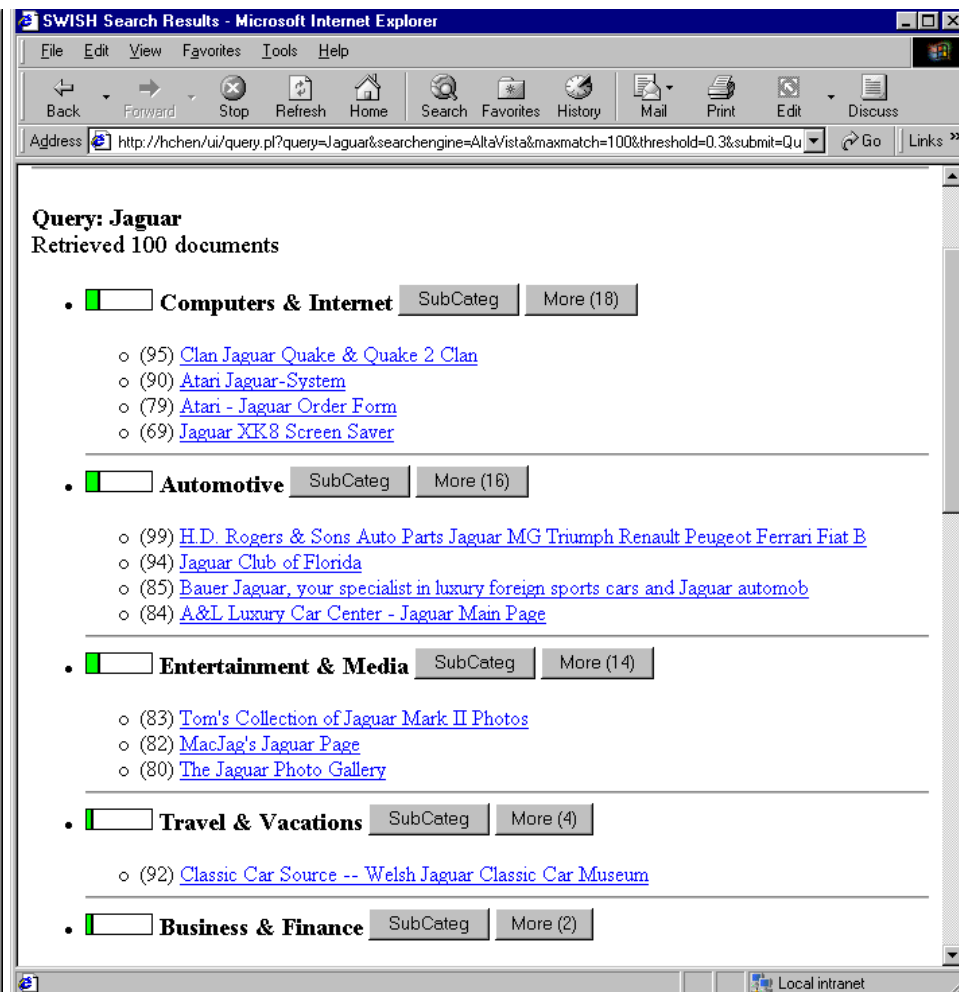 SWISH Search Results - Microsoft Internet Explorer
File Edit View Favorites Tools Help
Back Forward Stop Refresh Home Search Favorites History Mail Print Edit Discuss
Address http://hchen/ui/query.pl?query=Jaguar&searchengine=AltaVista&maxmatch=100&threshold=0.3&submit=Qu Go Links »
Query: Jaguar
Retrieved 100 documents
Computers & Internet SubCateg More (18)
(95) Clan Jaguar Quake & Quake 2 Clan
(90) Atari Jaguar-System
(79) Atari - Jaguar Order Form
(69) Jaguar XK8 Screen Saver
Automotive SubCateg More (16)
(99) H.D. Rogers & Sons Auto Parts Jaguar MG Triumph Renault Peugeot Ferrari Fiat B
(94) Jaguar Club of Florida
(85) Bauer Jaguar, your specialist in luxury foreign sports cars and Jaguar automob
(84) A&L Luxury Car Center - Jaguar Main Page
Entertainment & Media SubCateg More (14)
(83) Tom's Collection of Jaguar Mark II Photos
(82) MacJag's Jaguar Page
(80) The Jaguar Photo Gallery
Travel & Vacations SubCateg More (4)
(92) Classic Car Source -- Welsh Jaguar Classic Car Museum
Business & Finance SubCateg More (2)
Local intranet